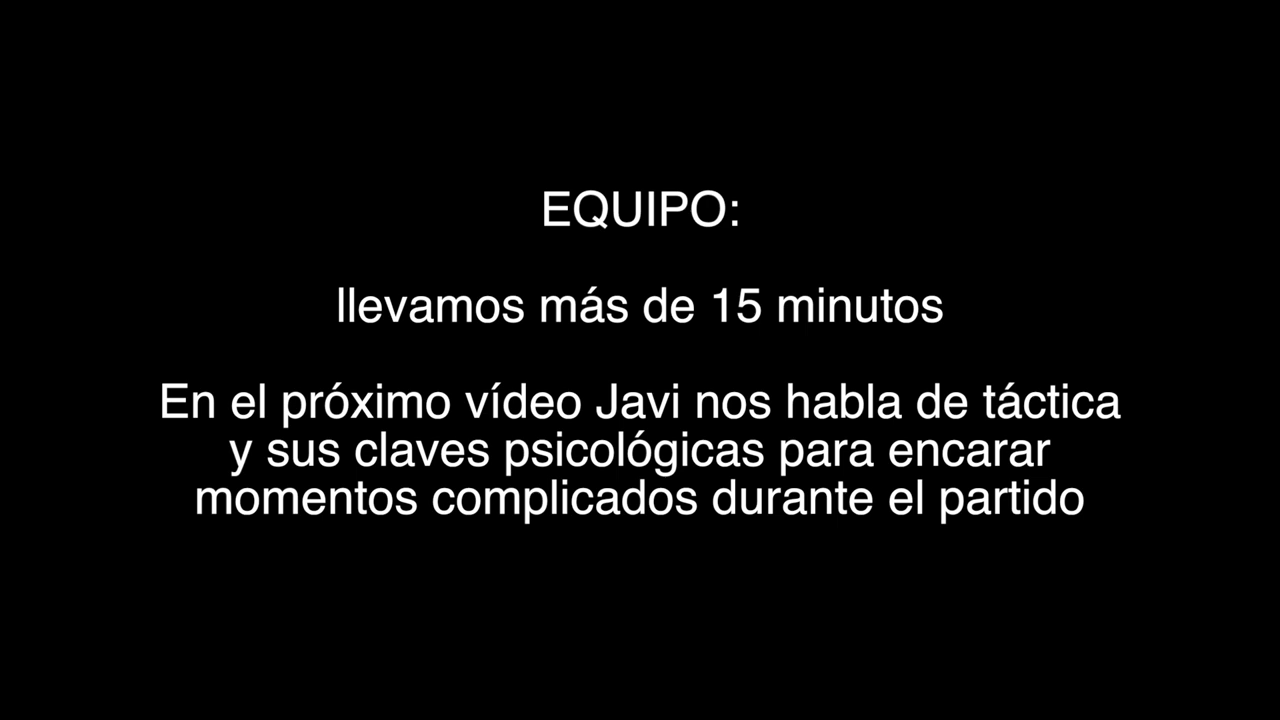 EQUIPO:
llevamos más de 15 minutos
En el próximo vídeo Javi nos habla de táctica
y sus claves psicológicas para encarar
momentos complicados durante el partido